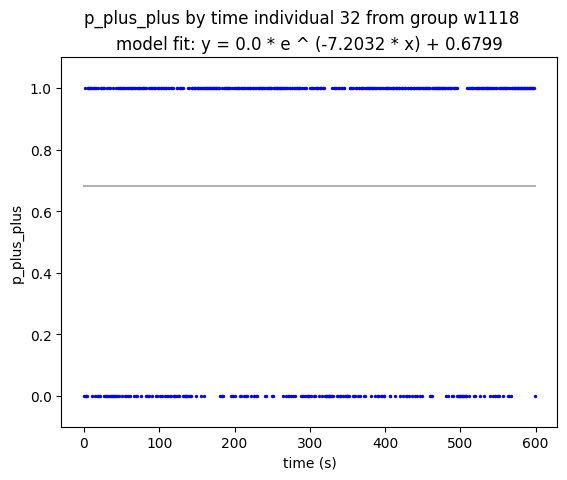 p_plus_plus by time individual 32 from group w1118
model fit: y = 0.0 * e ^ (-7.2032 * x) + 0.6799
1.0
0.8
0.6
0.4
0.2
0.0
p_plus_plus
0 100 200 300 400 500 600
time (s)